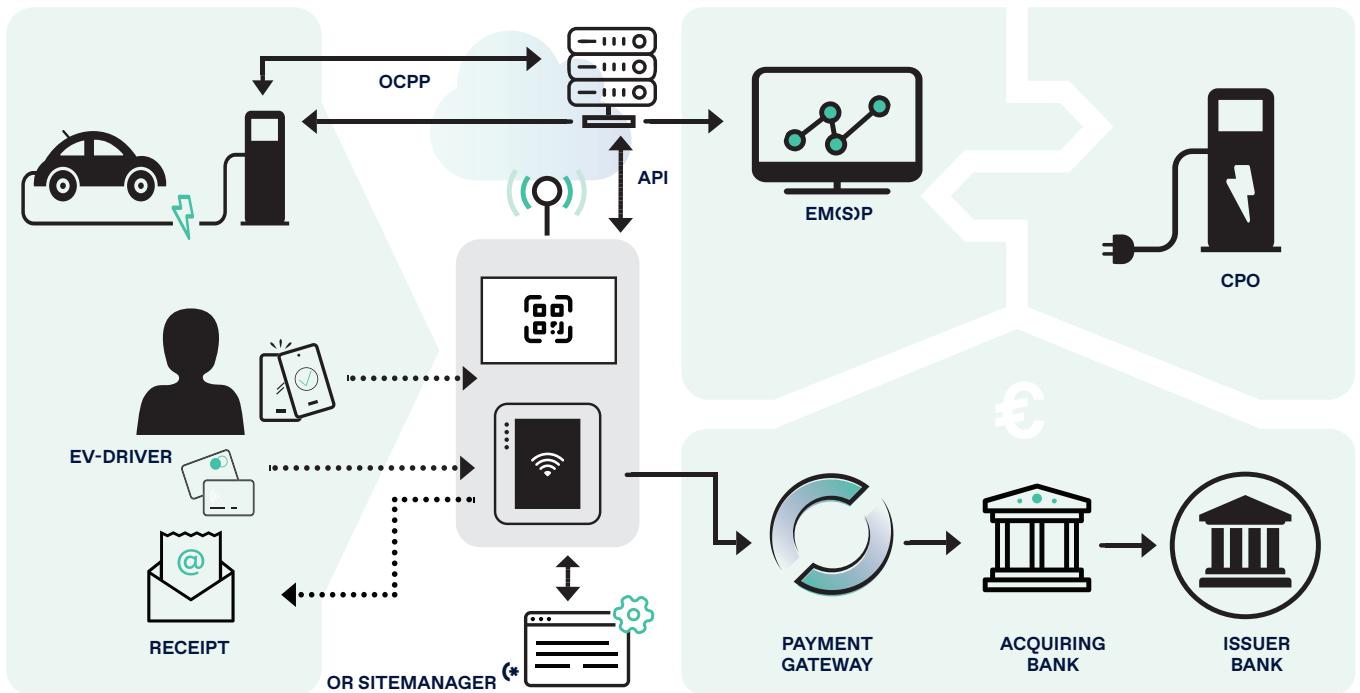 OCPP
API
EM(S)P
CPO
EV-DRIVER
@
€
RECEIPT
PAYMENT
GATEWAY
ACQUIRING
BANK
ISSUER
BANK
OR SITEMANAGER (*